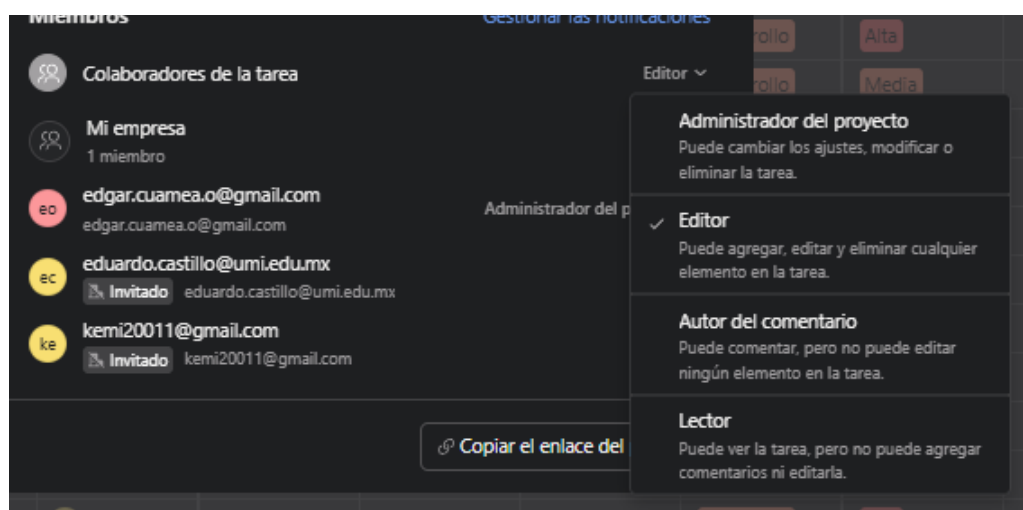 Miembros
Gestionar las notificaciones
rollo
Alta
Colaboradores de la tarea
Editor
rollo
Media
Mi empresa
1 miembro
eo
edgar.cuamea.o@gmail.com
edgar.cuamea.o@gmail.com
Administrador del p
ec
eduardo.castillo@umi.edu.mx
Invitado eduardo.castillo@umi.edu.mx
ke
kemi20011@gmail.com
Invitado kemi20011@gmail.com
Copiar el enlace del
Administrador del proyecto
Puede cambiar los ajustes, modificar o
eliminar la tarea.
Editor
Puede agregar, editar y eliminar cualquier
elemento en la tarea.
Autor del comentario
Puede comentar, pero no puede editar
ningún elemento en la tarea.
Lector
Puede ver la tarea, pero no puede agregar
comentarios ni editarla.